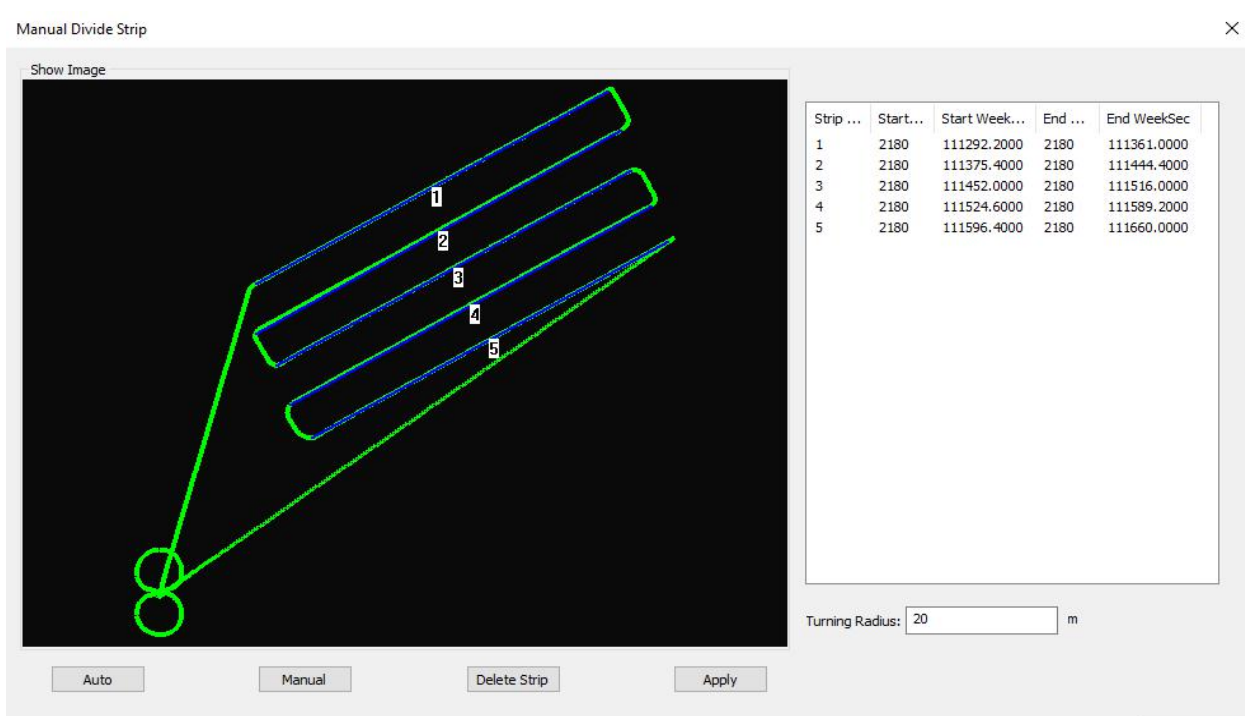 Manual Divide Strip
Show Image
1
2
3
4
5
Strip ... Start... Start Week... End ... End WeekSec
1 2180 111292.2000 2180 111361.0000
2 2180 111375.4000 2180 111444.4000
3 2180 111452.0000 2180 111516.0000
4 2180 111524.6000 2180 111589.2000
5 2180 111596.4000 2180 111660.0000
Turning Radius: 20 m
Auto Manual Delete Strip Apply